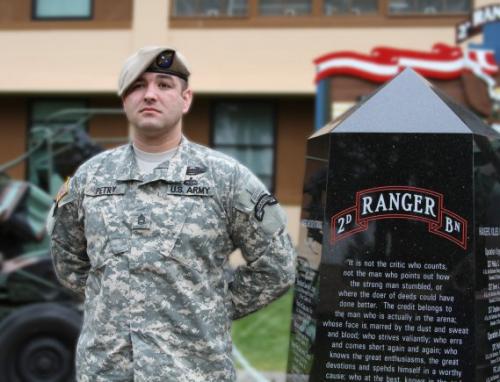 PETRY
U.S. ARMY
2D RANGER BN
"It is not the critic who counts,
not the man who points out how
the strong man stumbled, or
where the doer of deeds could have
done better. The credit belongs to
the man who is actually in the arena;
whose face is marred by the dust and sweat
and blood; who strives valiantly; who errs
and comes short again and again; who
knows the great enthusiasms, the great
devotions and spends himself in a worthy
cause; who at the best, knows in the